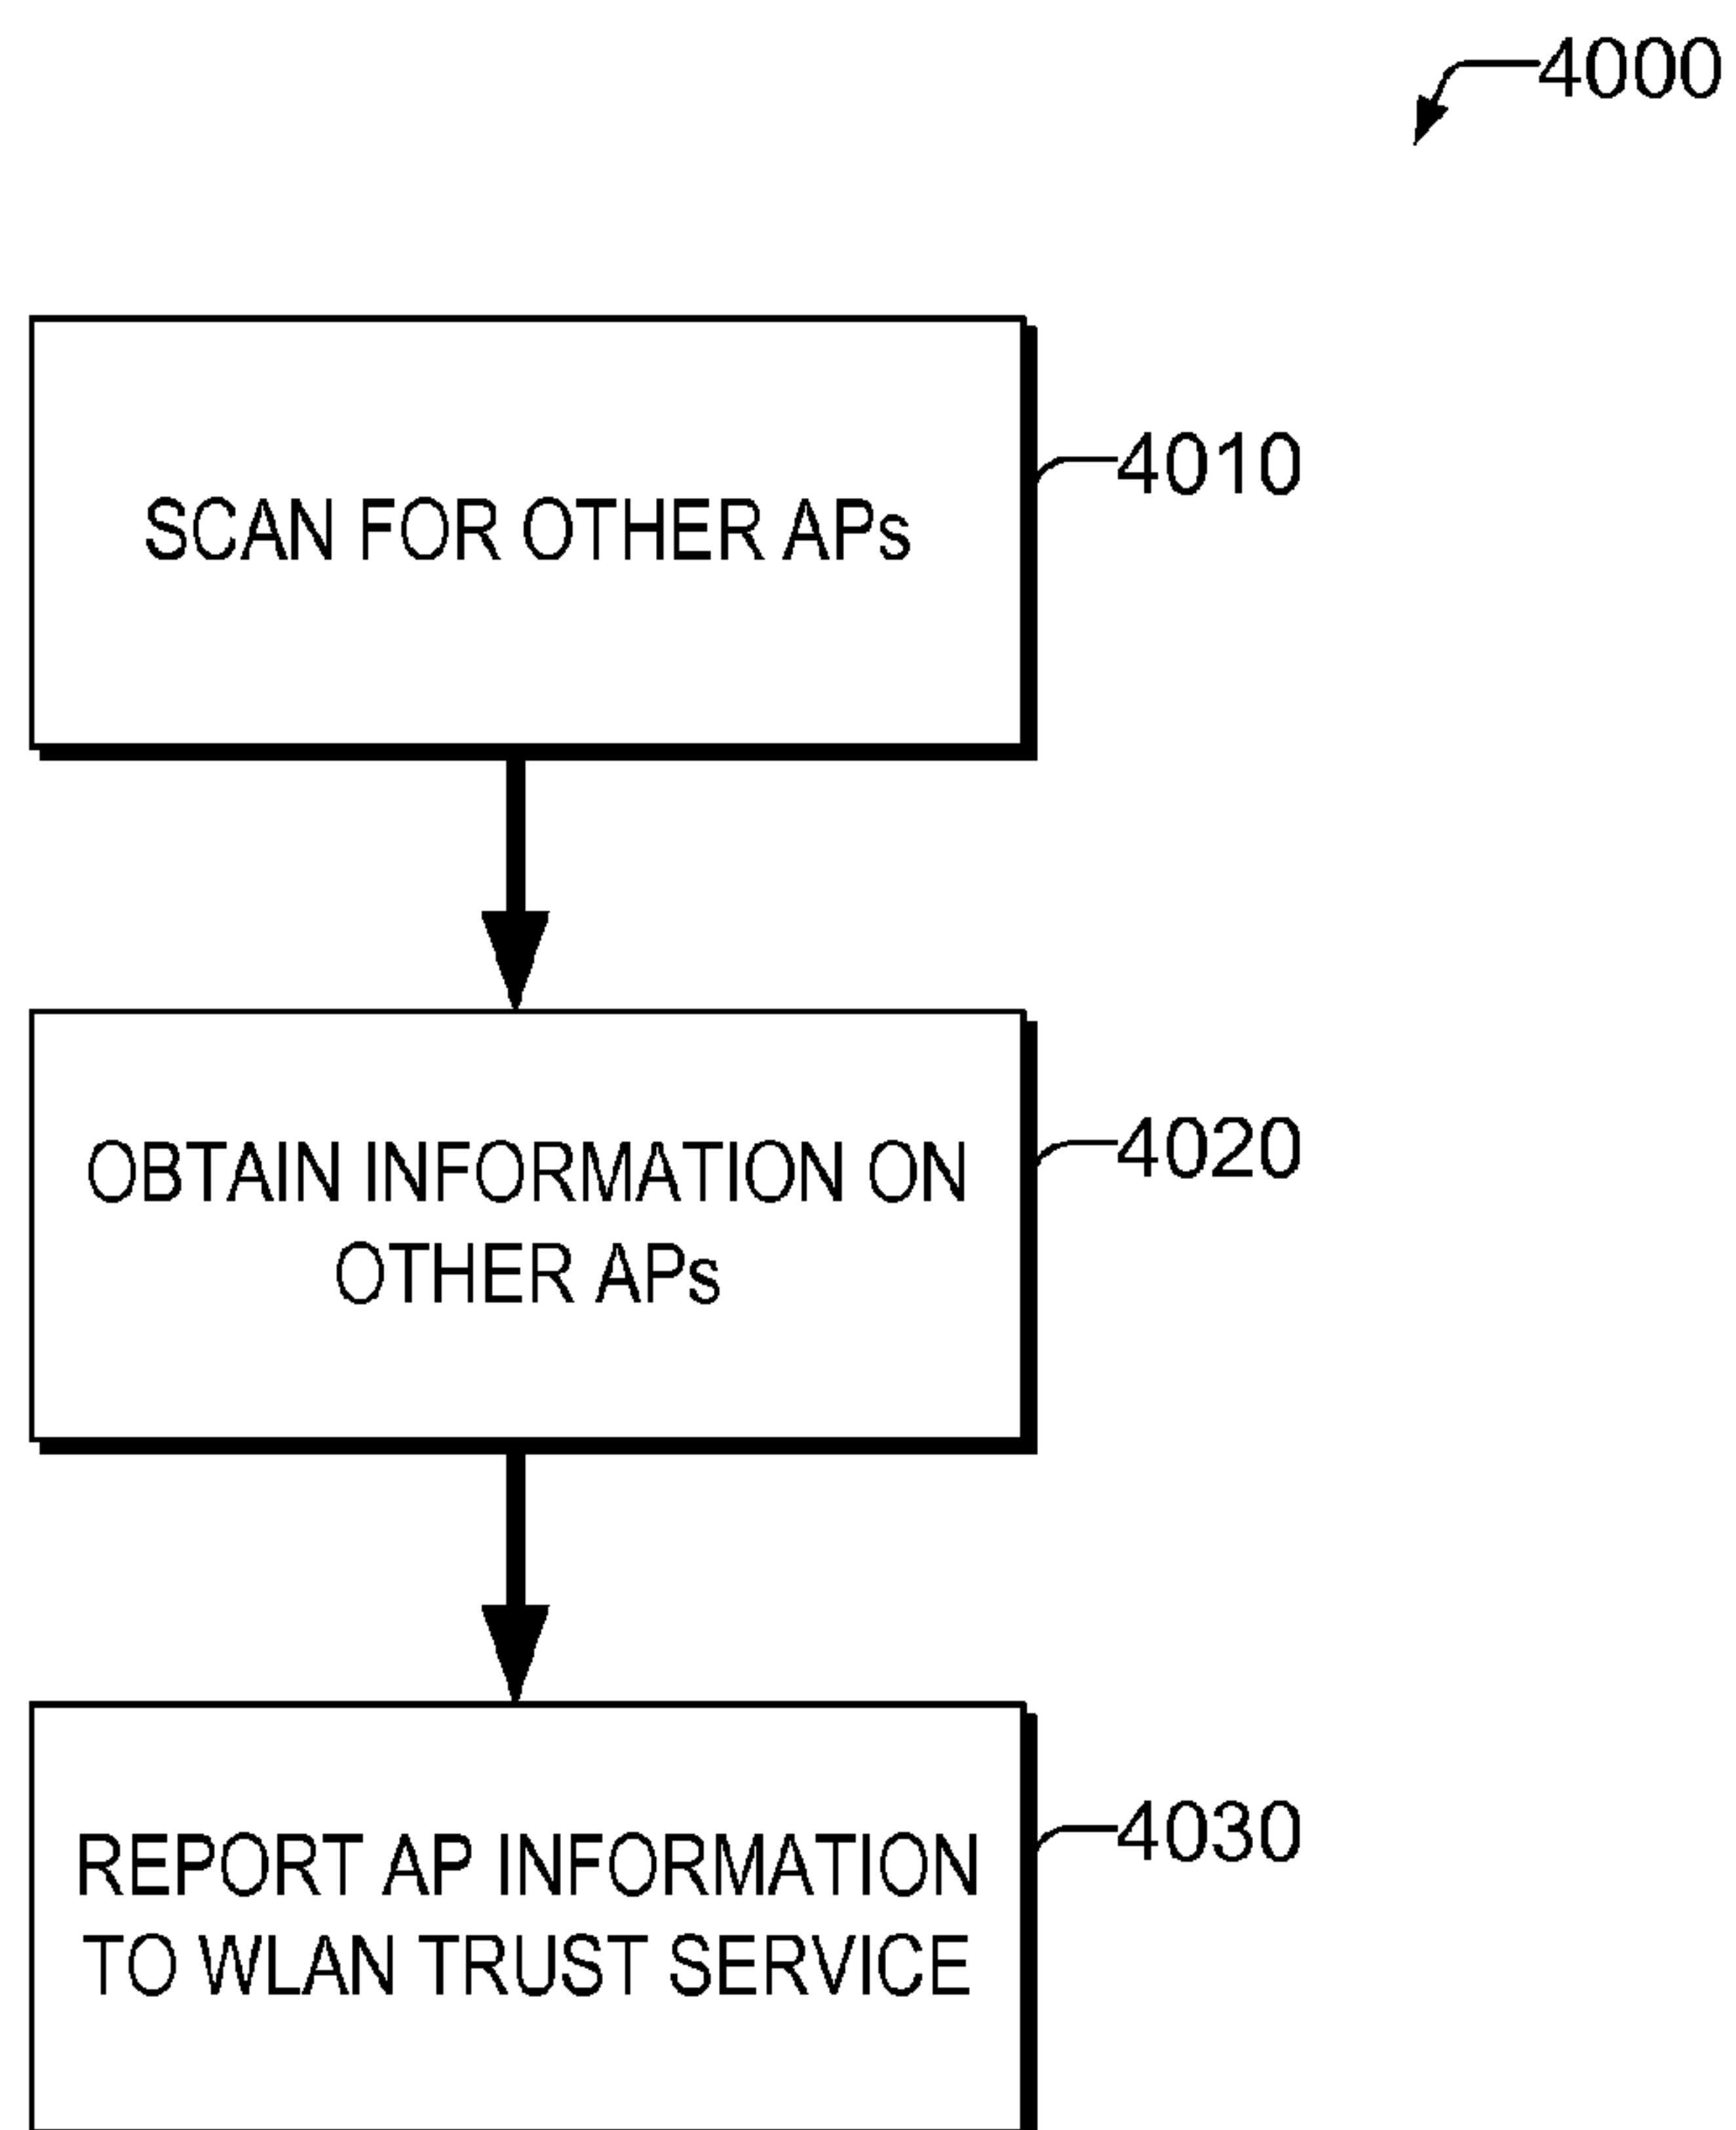 4000
SCAN FOR OTHER APs
4010
OBTAIN INFORMATION ON
OTHER APs
4020
REPORT AP INFORMATION
TO WLAN TRUST SERVICE
4030